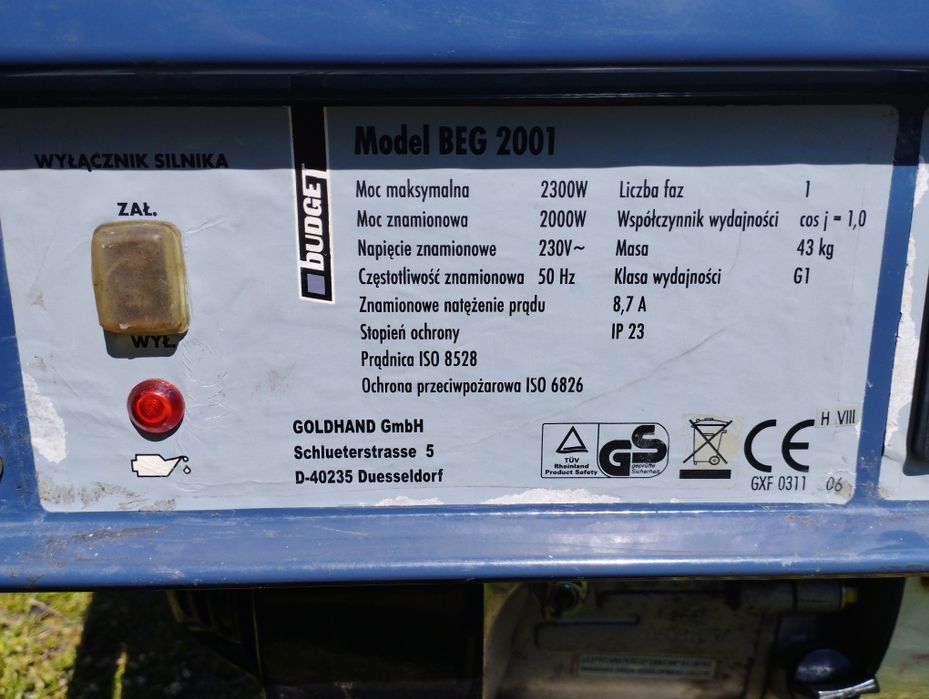 WYŁĄCZNIK SILNIKA
ZAŁ.
WYŁ.
bUDGET
Model BEG 2001
Moc maksymalna 2300W Liczba faz 1
Moc znamionowa 2000W Współczynnik wydajności cos j = 1,0
Napięcie znamionowe 230V~ Masa 43 kg
Częstotliwość znamionowa 50 Hz Klasa wydajności G1
Znamionowe natężenie prądu 8,7 A
Stopień ochrony IP 23
Prądnica ISO 8528
Ochrona przeciwpożarowa ISO 6826
GOLDHAND GmbH
Schlueterstrasse 5
D-40235 Duesseldorf
TÜV
Rheinland
Product Safety
GS
geprüfte
Sicherheit
CE
H VIII
GXF 0311 06